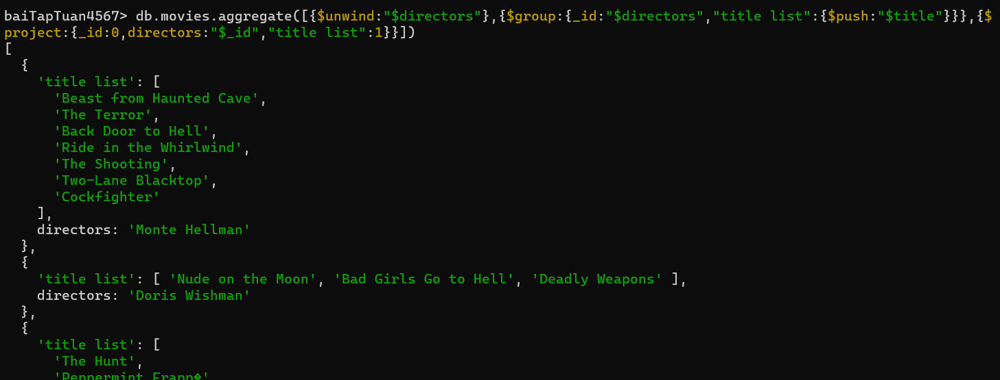 baiTapTuan4567> db.movies.aggregate([{$unwind:"$directors"},{$group:{_id:"$directors","title list":{$push:"$title"}}},{$
project:{_id:0,directors:"$_id","title list":1}}])
[
  {
    'title list': [
      'Beast from Haunted Cave',
      'The Terror',
      'Back Door to Hell',
      'Ride in the Whirlwind',
      'The Shooting',
      'Two-Lane Blacktop',
      'Cockfighter'
    ],
    directors: 'Monte Hellman'
  },
  {
    'title list': [ 'Nude on the Moon', 'Bad Girls Go to Hell', 'Deadly Weapons' ],
    directors: 'Doris Wishman'
  },
  {
    'title list': [
      'The Hunt',
      'Peppermint Frapp�'